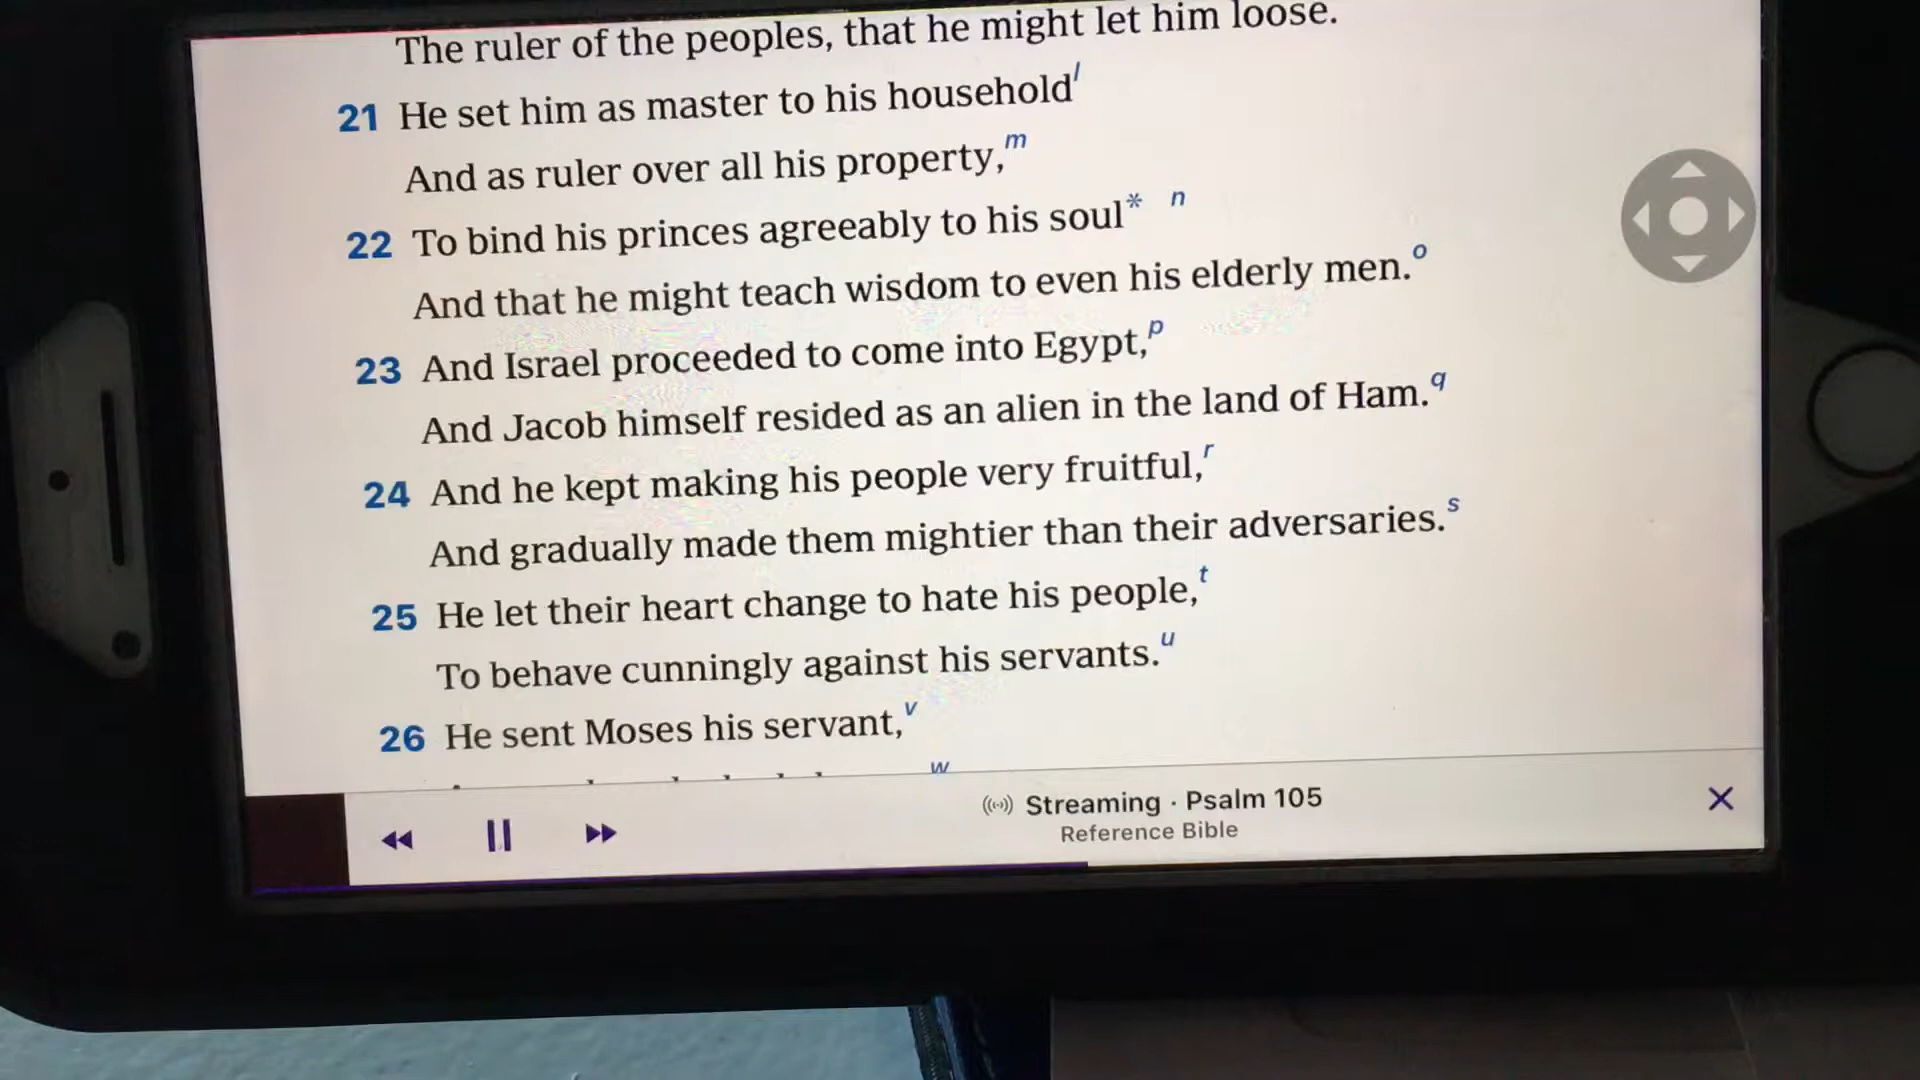 The ruler of the peoples, that he might let him loose.
21 He set him as master to his household l
And as ruler over all his property, m
22 To bind his princes agreeably to his soul* n
And that he might teach wisdom to even his elderly men. o
23 And Israel proceeded to come into Egypt, p
And Jacob himself resided as an alien in the land of Ham. q
24 And he kept making his people very fruitful, r
And gradually made them mightier than their adversaries. s
25 He let their heart change to hate his people, t
To behave cunningly against his servants. u
26 He sent Moses his servant, v
w
Streaming · Psalm 105
Reference Bible